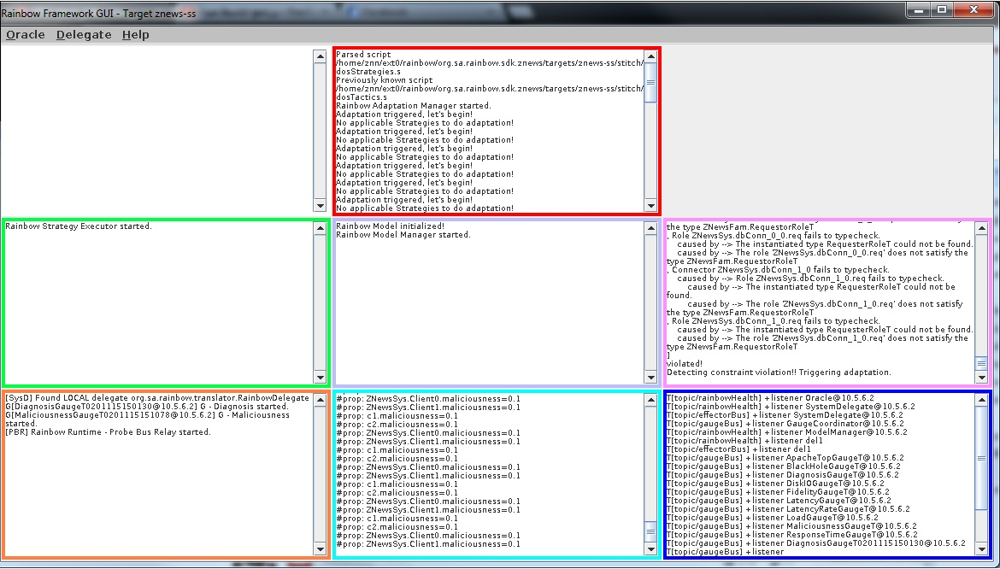 Rainbow Framework GUI - Target znews-ss
Oracle Delegate Help
Parsed script
/home/znn/ext0/rainbow/org.sa.rainbow.sdk.znews/targets/znews-ss/stitch/
dosStrategies.s
Previously known script
/home/znn/ext0/rainbow/org.sa.rainbow.sdk.znews/targets/znews-ss/stitch/
dosTactics.s
Rainbow Adaptation Manager started.
Adaptation triggered, let's begin!
No applicable Strategies to do adaptation!
Adaptation triggered, let's begin!
No applicable Strategies to do adaptation!
Adaptation triggered, let's begin!
No applicable Strategies to do adaptation!
Adaptation triggered, let's begin!
No applicable Strategies to do adaptation!
Adaptation triggered, let's begin!
No applicable Strategies to do adaptation!
Adaptation triggered, let's begin!
No applicable Strategies to do adaptation!
Rainbow Strategy Executor started.
Rainbow Model initialized!
Rainbow Model Manager started.
the type ZNewsFam.RequestorRoleT
, Role ZNewsSys.dbConn_0_0.req fails to typecheck.
caused by --> The instantiated type RequesterRoleT could not be found.
caused by --> The role 'ZNewsSys.dbConn_0_0.req' does not satisfy the
type ZNewsFam.RequestorRoleT
, Connector ZNewsSys.dbConn_1_0 fails to typecheck.
caused by --> Role ZNewsSys.dbConn_1_0.req fails to typecheck.
caused by --> The instantiated type RequesterRoleT could not be
found.
caused by --> The role 'ZNewsSys.dbConn_1_0.req' does not satisfy
the type ZNewsFam.RequestorRoleT
, Role ZNewsSys.dbConn_1_0.req fails to typecheck.
caused by --> The instantiated type RequesterRoleT could not be found.
caused by --> The role 'ZNewsSys.dbConn_1_0.req' does not satisfy the
type ZNewsFam.RequestorRoleT
]
violated!
Detecting constraint violation!! Triggering adaptation.
[SysD] Found LOCAL delegate org.sa.rainbow.translator.RainbowDelegate
G[DiagnosisGaugeT0201115150130@10.5.6.2] G - Diagnosis started.
G[MaliciousnessGaugeT0201115151078@10.5.6.2] G - Maliciousness
started.
[PBR] Rainbow Runtime - Probe Bus Relay started.
#prop: ZNewsSys.Client0.maliciousness=0.1
#prop: ZNewsSys.Client1.maliciousness=0.1
#prop: c1.maliciousness=0.1
#prop: c2.maliciousness=0.1
#prop: ZNewsSys.Client0.maliciousness=0.1
#prop: ZNewsSys.Client1.maliciousness=0.1
#prop: c1.maliciousness=0.1
#prop: c2.maliciousness=0.1
#prop: ZNewsSys.Client0.maliciousness=0.1
#prop: ZNewsSys.Client1.maliciousness=0.1
#prop: c1.maliciousness=0.1
#prop: c2.maliciousness=0.1
#prop: ZNewsSys.Client0.maliciousness=0.1
#prop: ZNewsSys.Client1.maliciousness=0.1
#prop: c1.maliciousness=0.1
#prop: c2.maliciousness=0.1
#prop: ZNewsSys.Client0.maliciousness=0.1
#prop: ZNewsSys.Client1.maliciousness=0.1
T[topic/rainbowHealth] + listener Oracle@10.5.6.2
T[topic/rainbowHealth] + listener SystemDelegate@10.5.6.2
T[topic/effectorBus] + listener SystemDelegate@10.5.6.2
T[topic/gaugeBus] + listener GaugeCoordinator@10.5.6.2
T[topic/rainbowHealth] + listener ModelManager@10.5.6.2
T[topic/rainbowHealth] + listener del1
T[topic/effectorBus] + listener del1
T[topic/gaugeBus] + listener ApacheTopGaugeT@10.5.6.2
T[topic/gaugeBus] + listener BlackHoleGaugeT@10.5.6.2
T[topic/gaugeBus] + listener DiagnosisGaugeT@10.5.6.2
T[topic/gaugeBus] + listener DiskIOGaugeT@10.5.6.2
T[topic/gaugeBus] + listener FidelityGaugeT@10.5.6.2
T[topic/gaugeBus] + listener LatencyGaugeT@10.5.6.2
T[topic/gaugeBus] + listener LatencyRateGaugeT@10.5.6.2
T[topic/gaugeBus] + listener LoadGaugeT@10.5.6.2
T[topic/gaugeBus] + listener MaliciousnessGaugeT@10.5.6.2
T[topic/gaugeBus] + listener ResponseTimeGaugeT@10.5.6.2
T[topic/gaugeBus] + listener DiagnosisGaugeT0201115150130@10.5.6.2
T[topic/gaugeBus] + listener